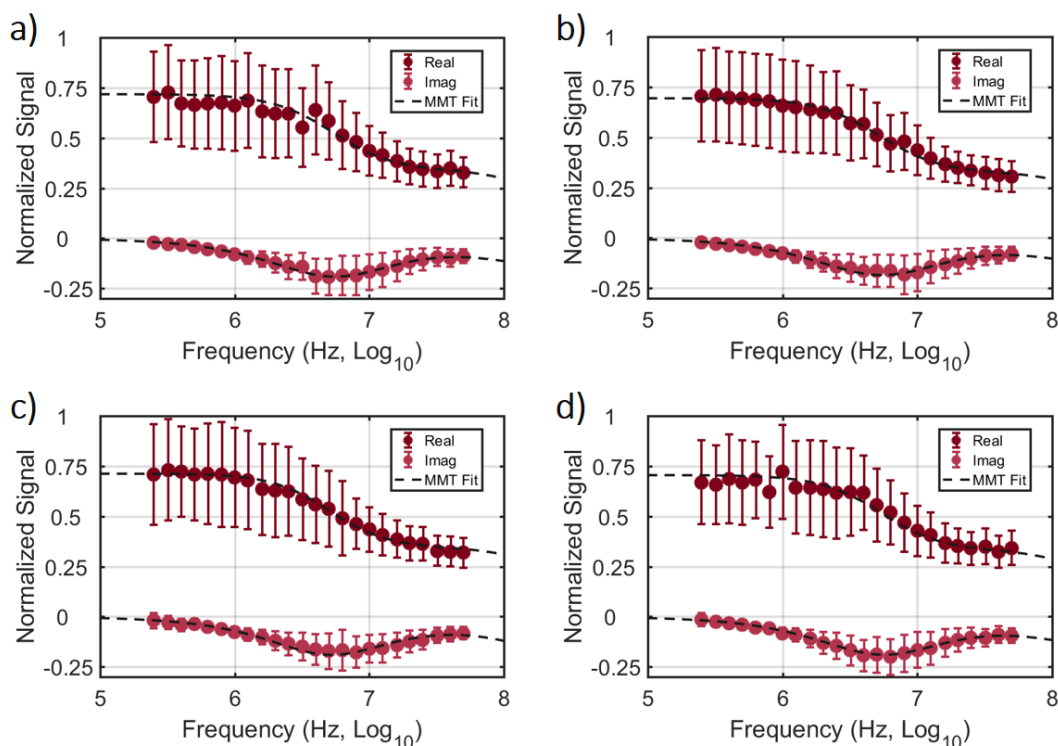 a)
1
0.75
0.5
0.25
0
-0.25
Normalized Signal
Real
Imag
MMT Fit
5 6 7 8
Frequency (Hz, Log10)
b)
1
0.75
0.5
0.25
0
-0.25
Normalized Signal
Real
Imag
MMT Fit
5 6 7 8
Frequency (Hz, Log10)
c)
1
0.75
0.5
0.25
0
-0.25
Normalized Signal
Real
Imag
MMT Fit
5 6 7 8
Frequency (Hz, Log10)
d)
1
0.75
0.5
0.25
0
-0.25
Normalized Signal
Real
Imag
MMT Fit
5 6 7 8
Frequency (Hz, Log10)